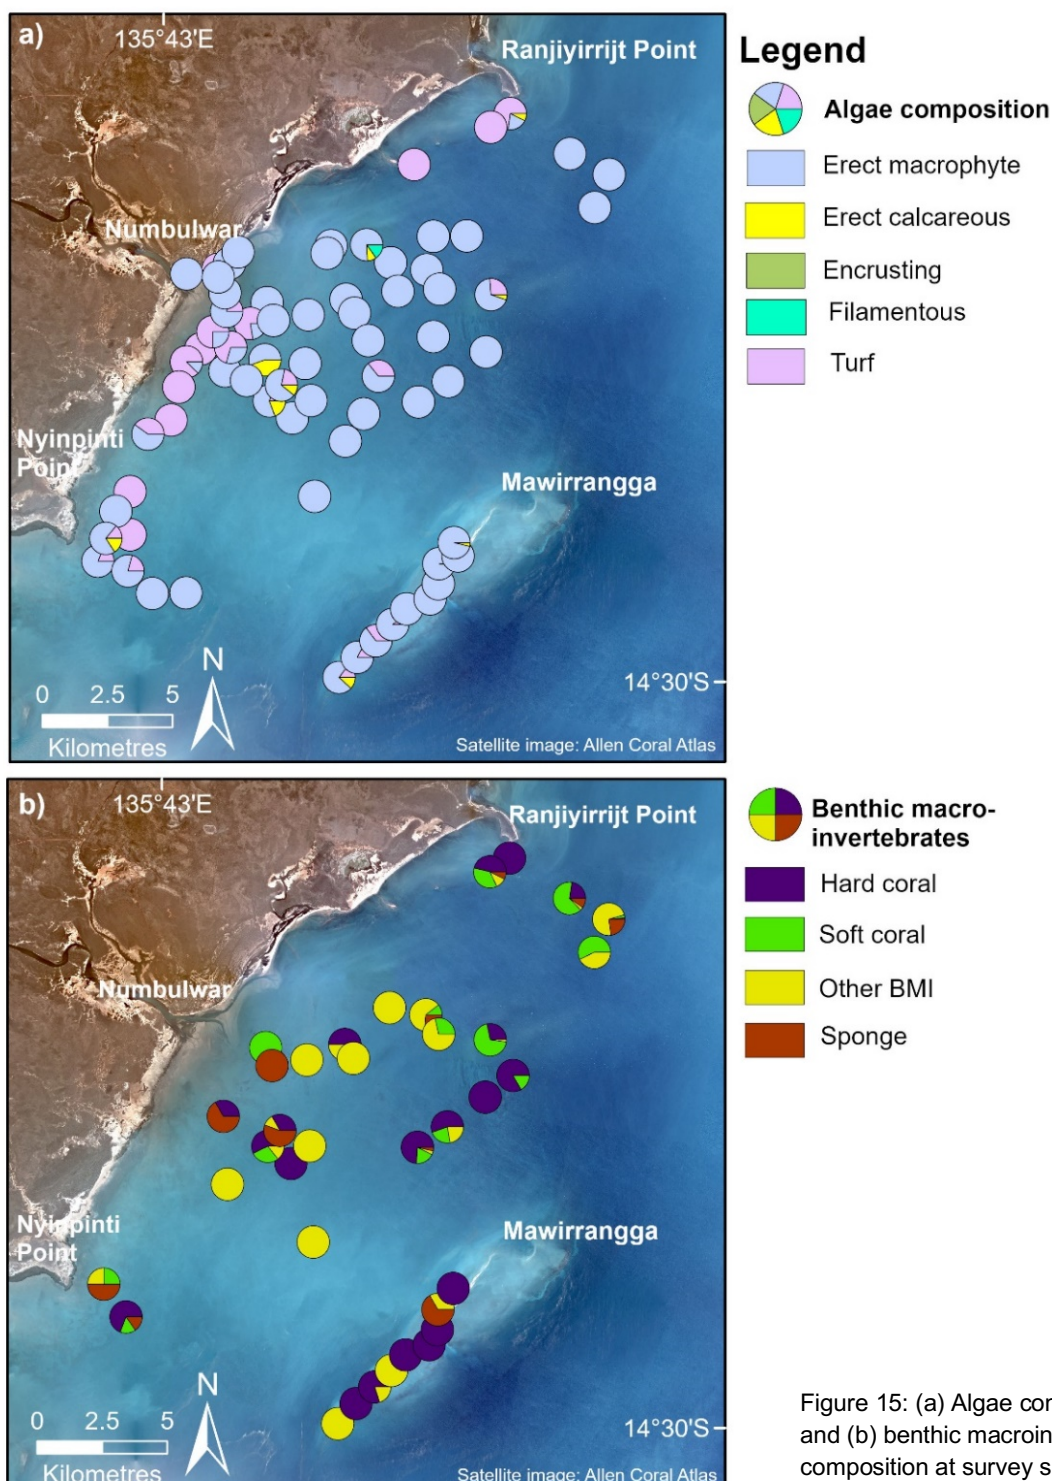 a)
135°43'E
Ranjiyirrijt Point
Numbulwar
Nyinpinti
Point
Mawirrangga
N
0 2.5 5
Kilometres
14°30'S
Satellite image: Allen Coral Atlas
Legend
Algae composition
Erect macrophyte
Erect calcareous
Encrusting
Filamentous
Turf
b)
135°43'E
Ranjiyirrijt Point
Numbulwar
Nyinpinti
Point
Mawirrangga
N
0 2.5 5
Kilometres
14°30'S
Satellite image: Allen Coral Atlas
Benthic macro-
invertebrates
Hard coral
Soft coral
Other BMI
Sponge
Figure 15: (a) Algae con
and (b) benthic macroin
composition at survey s